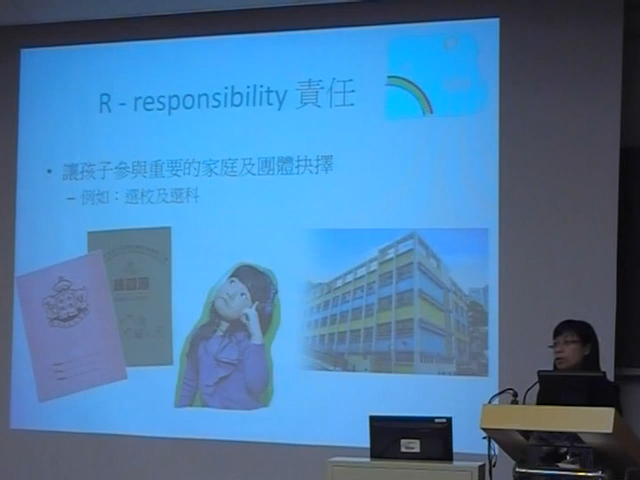 R - responsibility 責任
• 讓孩子參與重要的家庭及團體抉擇
– 例如：選校及選科